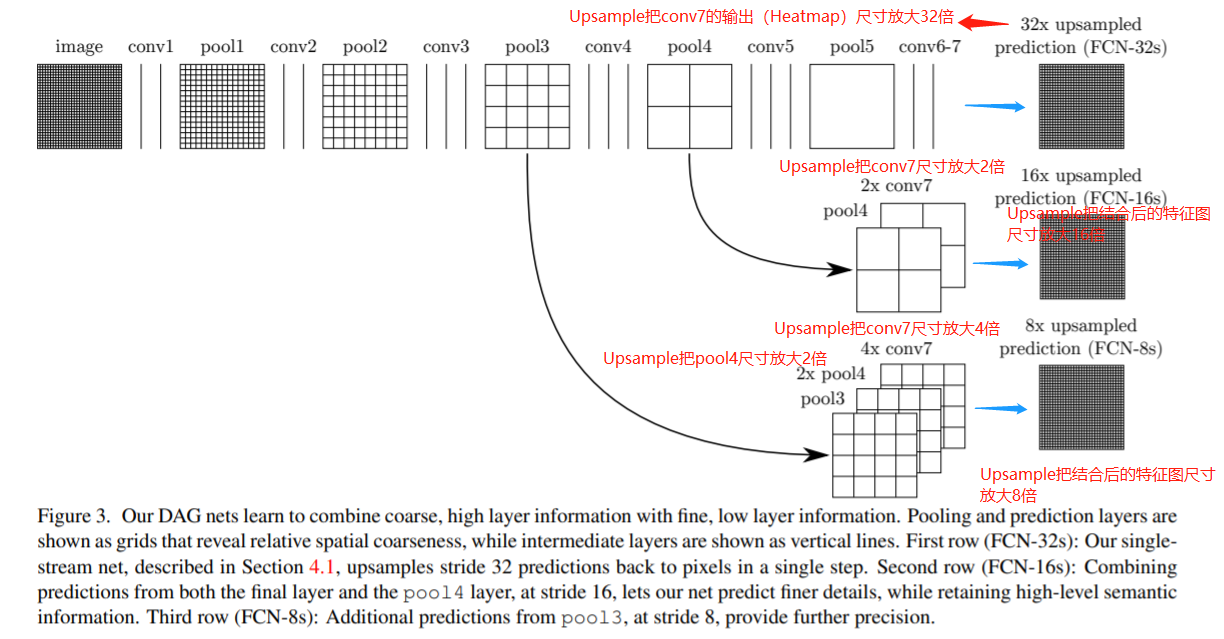 Upsample把conv7的输出（Heatmap）尺寸放大32倍
32x upsampled
prediction (FCN-32s)
image conv1 pool1 conv2 pool2 conv3 pool3 conv4 pool4 conv5 pool5 conv6-7
Upsample把conv7尺寸放大2倍
2x conv7
pool4
16x upsampled
prediction (FCN-16s)
Upsample把结合后的特征图
尺寸放大16倍
Upsample把conv7尺寸放大4倍
4x conv7
Upsample把pool4尺寸放大2倍
2x pool4
pool3
8x upsampled
prediction (FCN-8s)
Upsample把结合后的特征图尺寸
放大8倍
Figure 3. Our DAG nets learn to combine coarse, high layer information with fine, low layer information. Pooling and prediction layers are
shown as grids that reveal relative spatial coarseness, while intermediate layers are shown as vertical lines. First row (FCN-32s): Our single-
stream net, described in Section 4.1, upsamples stride 32 predictions back to pixels in a single step. Second row (FCN-16s): Combining
predictions from both the final layer and the pool4 layer, at stride 16, lets our net predict finer details, while retaining high-level semantic
information. Third row (FCN-8s): Additional predictions from pool3, at stride 8, provide further precision.